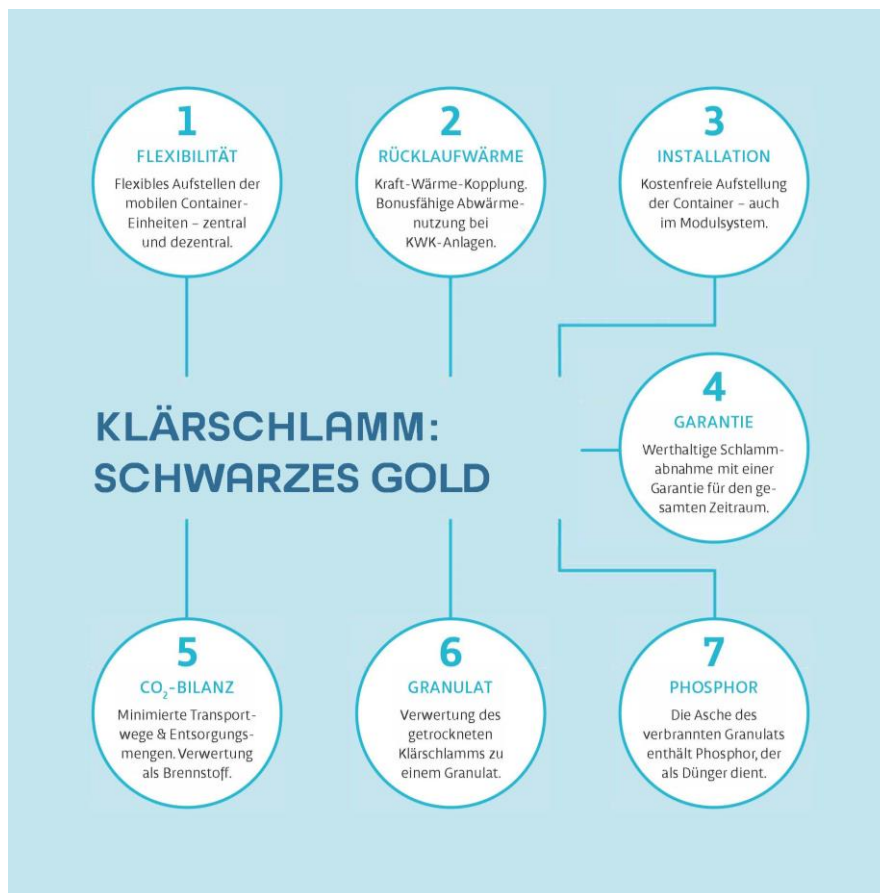 1
FLEXIBILITÄT
Flexibles Aufstellen der
mobilen Container-
Einheiten – zentral
und dezentral.
2
RÜCKLAUFWÄRME
Kraft-Wärme-Kopplung.
Bonusfähige Abwärme-
nutzung bei
KWK-Anlagen.
3
INSTALLATION
Kostenfreie Aufstellung
der Container – auch
im Modulsystem.
KLÄRSCHLAMM:
SCHWARZES GOLD
4
GARANTIE
Werthaltige Schlamm-
abnahme mit einer
Garantie für den ge-
samten Zeitraum.
5
CO₂-BILANZ
Minimierte Transport-
wege & Entsorgungs-
mengen. Verwertung
als Brennstoff.
6
GRANULAT
Verwertung des
getrockneten
Klärschlamms zu
einem Granulat.
7
PHOSPHOR
Die Asche des
verbrannten Granulats
enthält Phosphor, der
als Dünger dient.